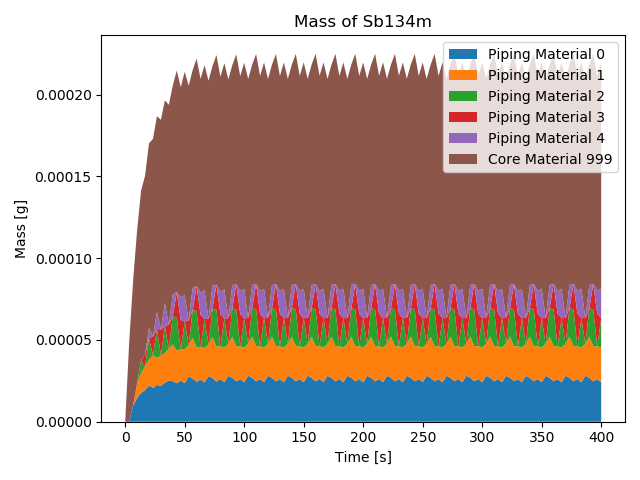 Mass of Sb134m
Piping Material 0
Piping Material 1
Piping Material 2
Piping Material 3
Piping Material 4
Core Material 999
Mass [g]
0.00020
0.00015
0.00010
0.00005
0.00000
0 50 100 150 200 250 300 350 400
Time [s]